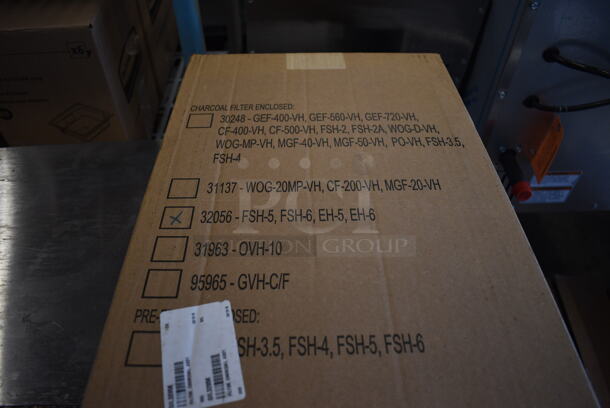 x6
CHARCOAL FILTER ENCLOSED:
30248 - GEF-400-VH, GEF-560-VH, GEF-720-VH,
CF-400-VH, CF-500-VH, FSH-2, FSH-2A, WOG-D-VH,
WOG-MP-VH, MGF-40-VH, MGF-50-VH, PO-VH, FSH-3.5,
FSH-4
31137 - WOG-20MP-VH, CF-200-VH, MGF-20-VH
32056 - FSH-5, FSH-6, EH-5, EH-6
PCI
AUCTION GROUP
31963 - OVH-10
95965 - GVH-C/F
PRE- SED:
SH-3.5, FSH-4, FSH-5, FSH-6